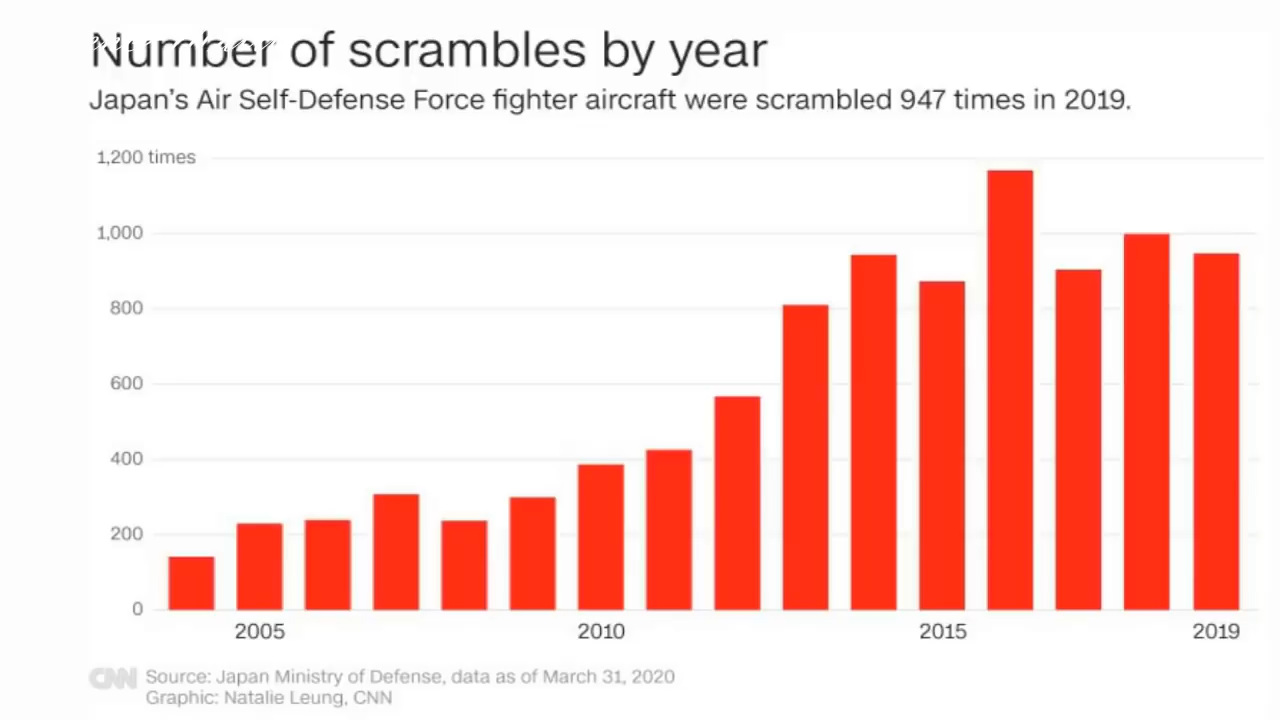 Number of scrambles by year
Japan's Air Self-Defense Force fighter aircraft were scrambled 947 times in 2019.
1,200 times
1,000
800
600
400
200
0
2005 2010 2015 2019
CNN Source: Japan Ministry of Defense, data as of March 31, 2020
Graphic: Natalie Leung, CNN